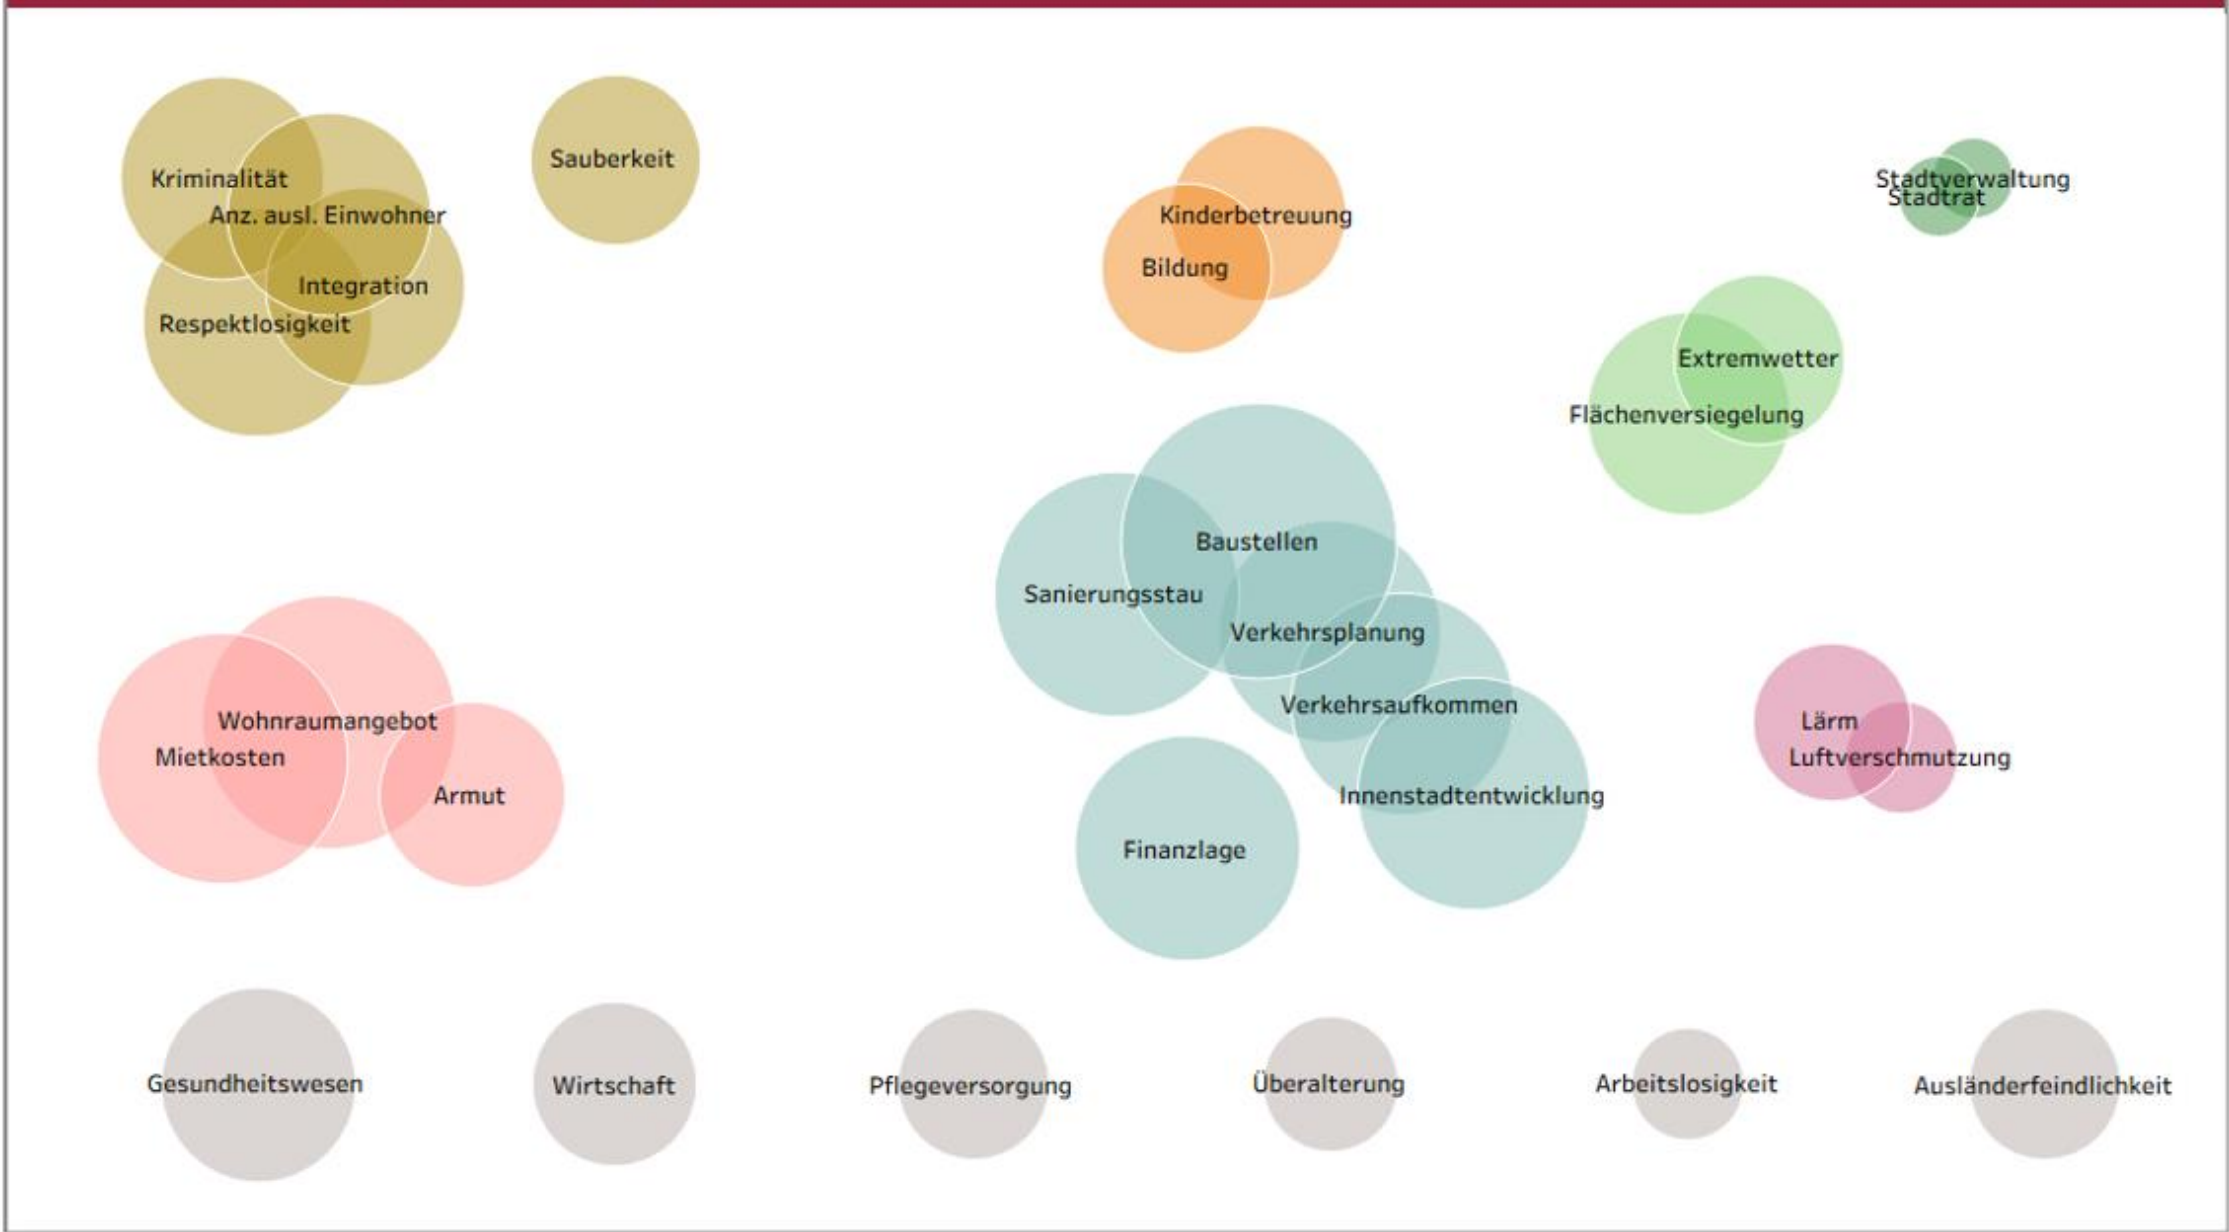 Kriminalität
Anz. ausl. Einwohner
Integration
Respektlosigkeit
Sauberkeit
Kinderbetreuung
Bildung
Stadtverwaltung
Stadtrat
Extremwetter
Flächenversiegelung
Baustellen
Sanierungsstau
Verkehrsplanung
Verkehrsaufkommen
Innenstadtentwicklung
Finanzlage
Wohnraumangebot
Mietkosten
Armut
Lärm
Luftverschmutzung
Gesundheitswesen
Wirtschaft
Pflegeversorgung
Überalterung
Arbeitslosigkeit
Ausländerfeindlichkeit